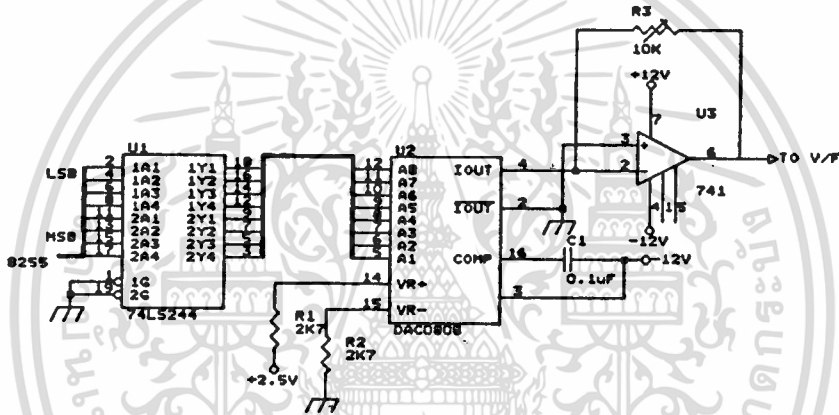 R3
10K
+12V
7
U3
3
+
2
-
6
TO V/F
741
4 1 5
-12V
U1
LSB
MSB
8255
2
4
6
8
1A1
1A2
1A3
1A4
2A1
2A2
2A3
2A4
1Y1
1Y2
1Y3
1Y4
2Y1
2Y2
2Y3
2Y4
18
16
14
12
9
7
5
3
1
19
1G
2G
74LS244
U2
12
11
10
9
8
7
6
5
A8
A7
A6
A5
A4
A3
A2
A1
IOUT
4
IOUT
2
COMP
16
C1
0.1uF
-12V
3
14
VR+
15
VR-
DAC0808
R1
2K7
R2
2K7
+2.5V